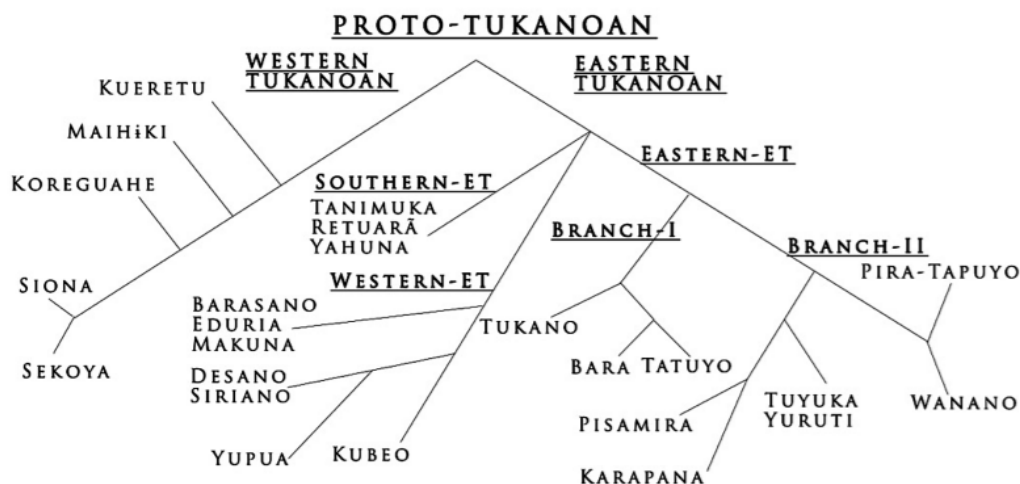 PROTO-TUKANOAN
WESTERN
TUKANOAN
EASTERN
TUKANOAN
KUERETU
MAIHɨKI
KOREGUAHE
SIONA
SEKOYA
SOUTHERN-ET
TANIMUKA
RETUARÃ
YAHUNA
WESTERN-ET
BARASANO
EDURIA
MAKUNA
DESANO
SIRIANO
YUPUA
KUBEO
EASTERN-ET
BRANCH-I
TUKANO
BARA
TATUYO
BRANCH-II
PIRA-TAPUYO
WANANO
TUYUKA
YURUTI
PISAMIRA
KARAPANA